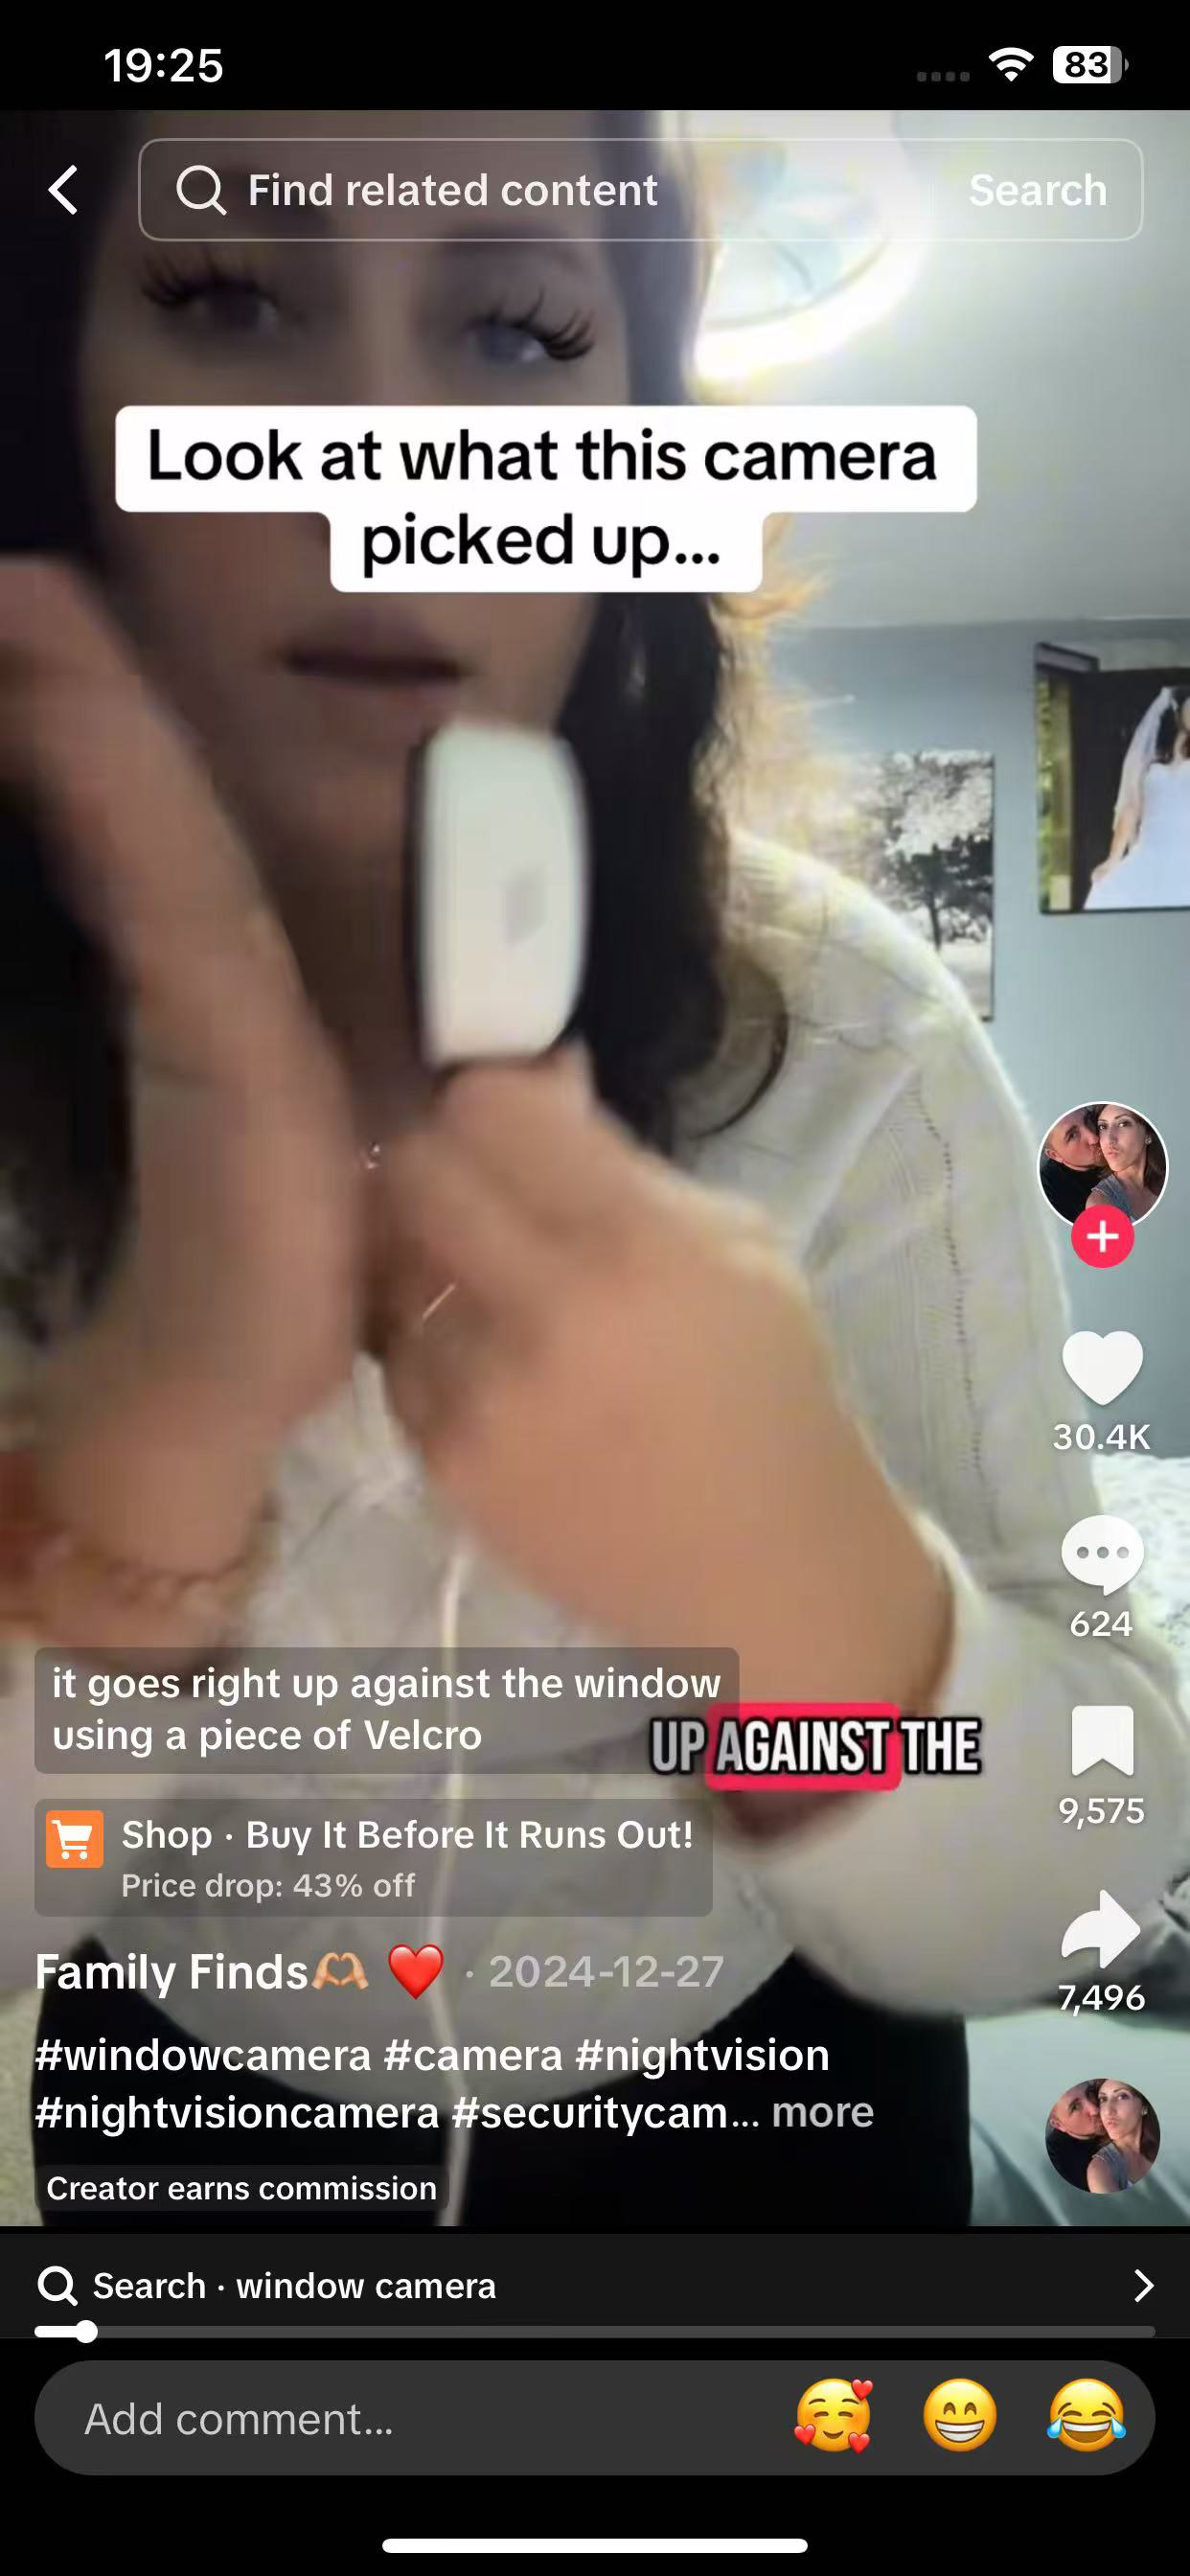 19:25
83
Find related content
Search
Look at what this camera
picked up...
30.4K
624
it goes right up against the window
using a piece of Velcro
UP AGAINST THE
9,575
Shop · Buy It Before It Runs Out!
Price drop: 43% off
Family Finds🫶🏼 ❤️ · 2024-12-27
7,496
#windowcamera #camera #nightvision
#nightvisioncamera #securitycam... more
Creator earns commission
Search · window camera
Add comment...